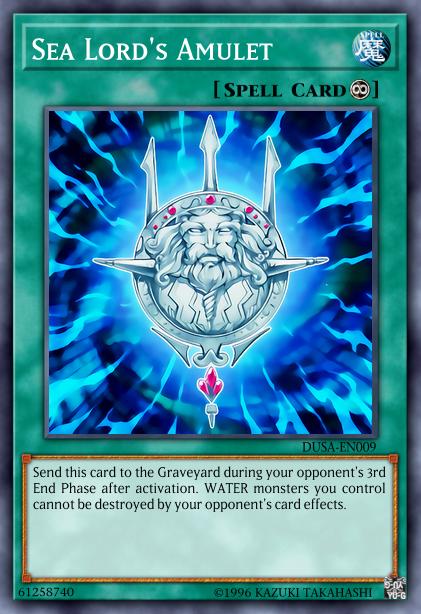 Sea Lord's Amulet
SPELL
魔
[Spell Card]
DUSA-EN009
Send this card to the Graveyard during your opponent's 3rd
End Phase after activation. WATER monsters you control
cannot be destroyed by your opponent's card effects.
61258740
©1996 KAZUKI TAKAHASHI